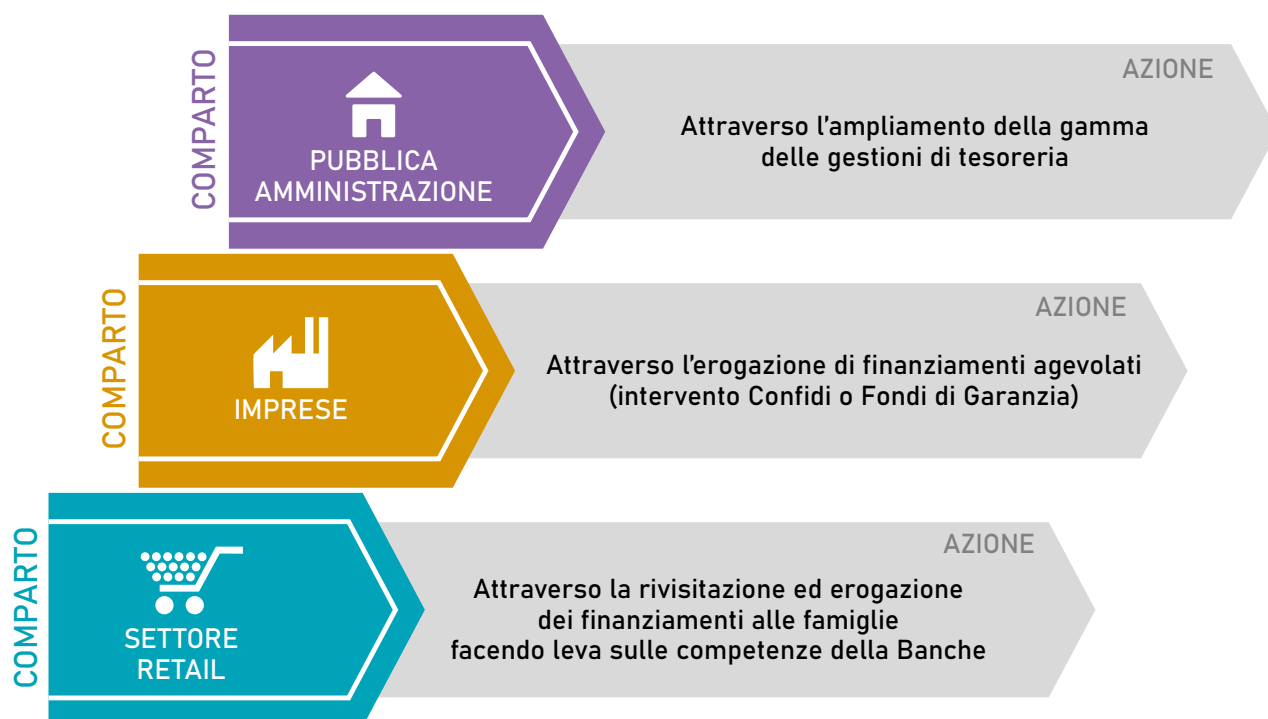 COMPARTO
PUBBLICA
AMMINISTRAZIONE
AZIONE
Attraverso l'ampliamento della gamma
delle gestioni di tesoreria
COMPARTO
IMPRESE
AZIONE
Attraverso l'erogazione di finanziamenti agevolati
(intervento Confidi o Fondi di Garanzia)
COMPARTO
SETTORE
RETAIL
AZIONE
Attraverso la rivisitazione ed erogazione
dei finanziamenti alle famiglie
facendo leva sulle competenze della Banche